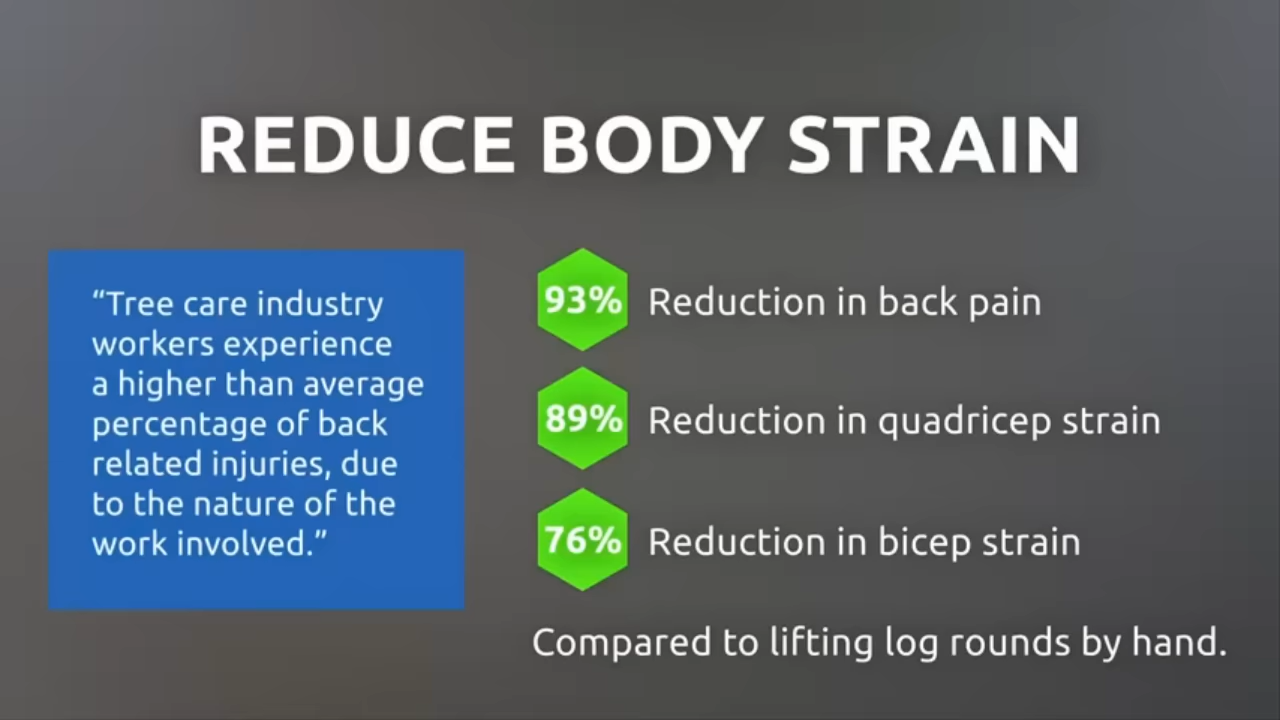 REDUCE BODY STRAIN
“Tree care industry
workers experience
a higher than average
percentage of back
related injuries, due
to the nature of the
work involved.”
93% Reduction in back pain
89% Reduction in quadricep strain
76% Reduction in bicep strain
Compared to lifting log rounds by hand.